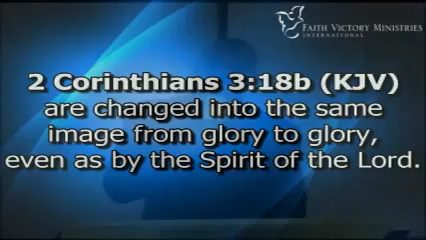 FAITH VICTORY MINISTRIES
INTERNATIONAL
2 Corinthians 3:18b (KJV)
are changed into the same
image from glory to glory,
even as by the Spirit of the Lord.